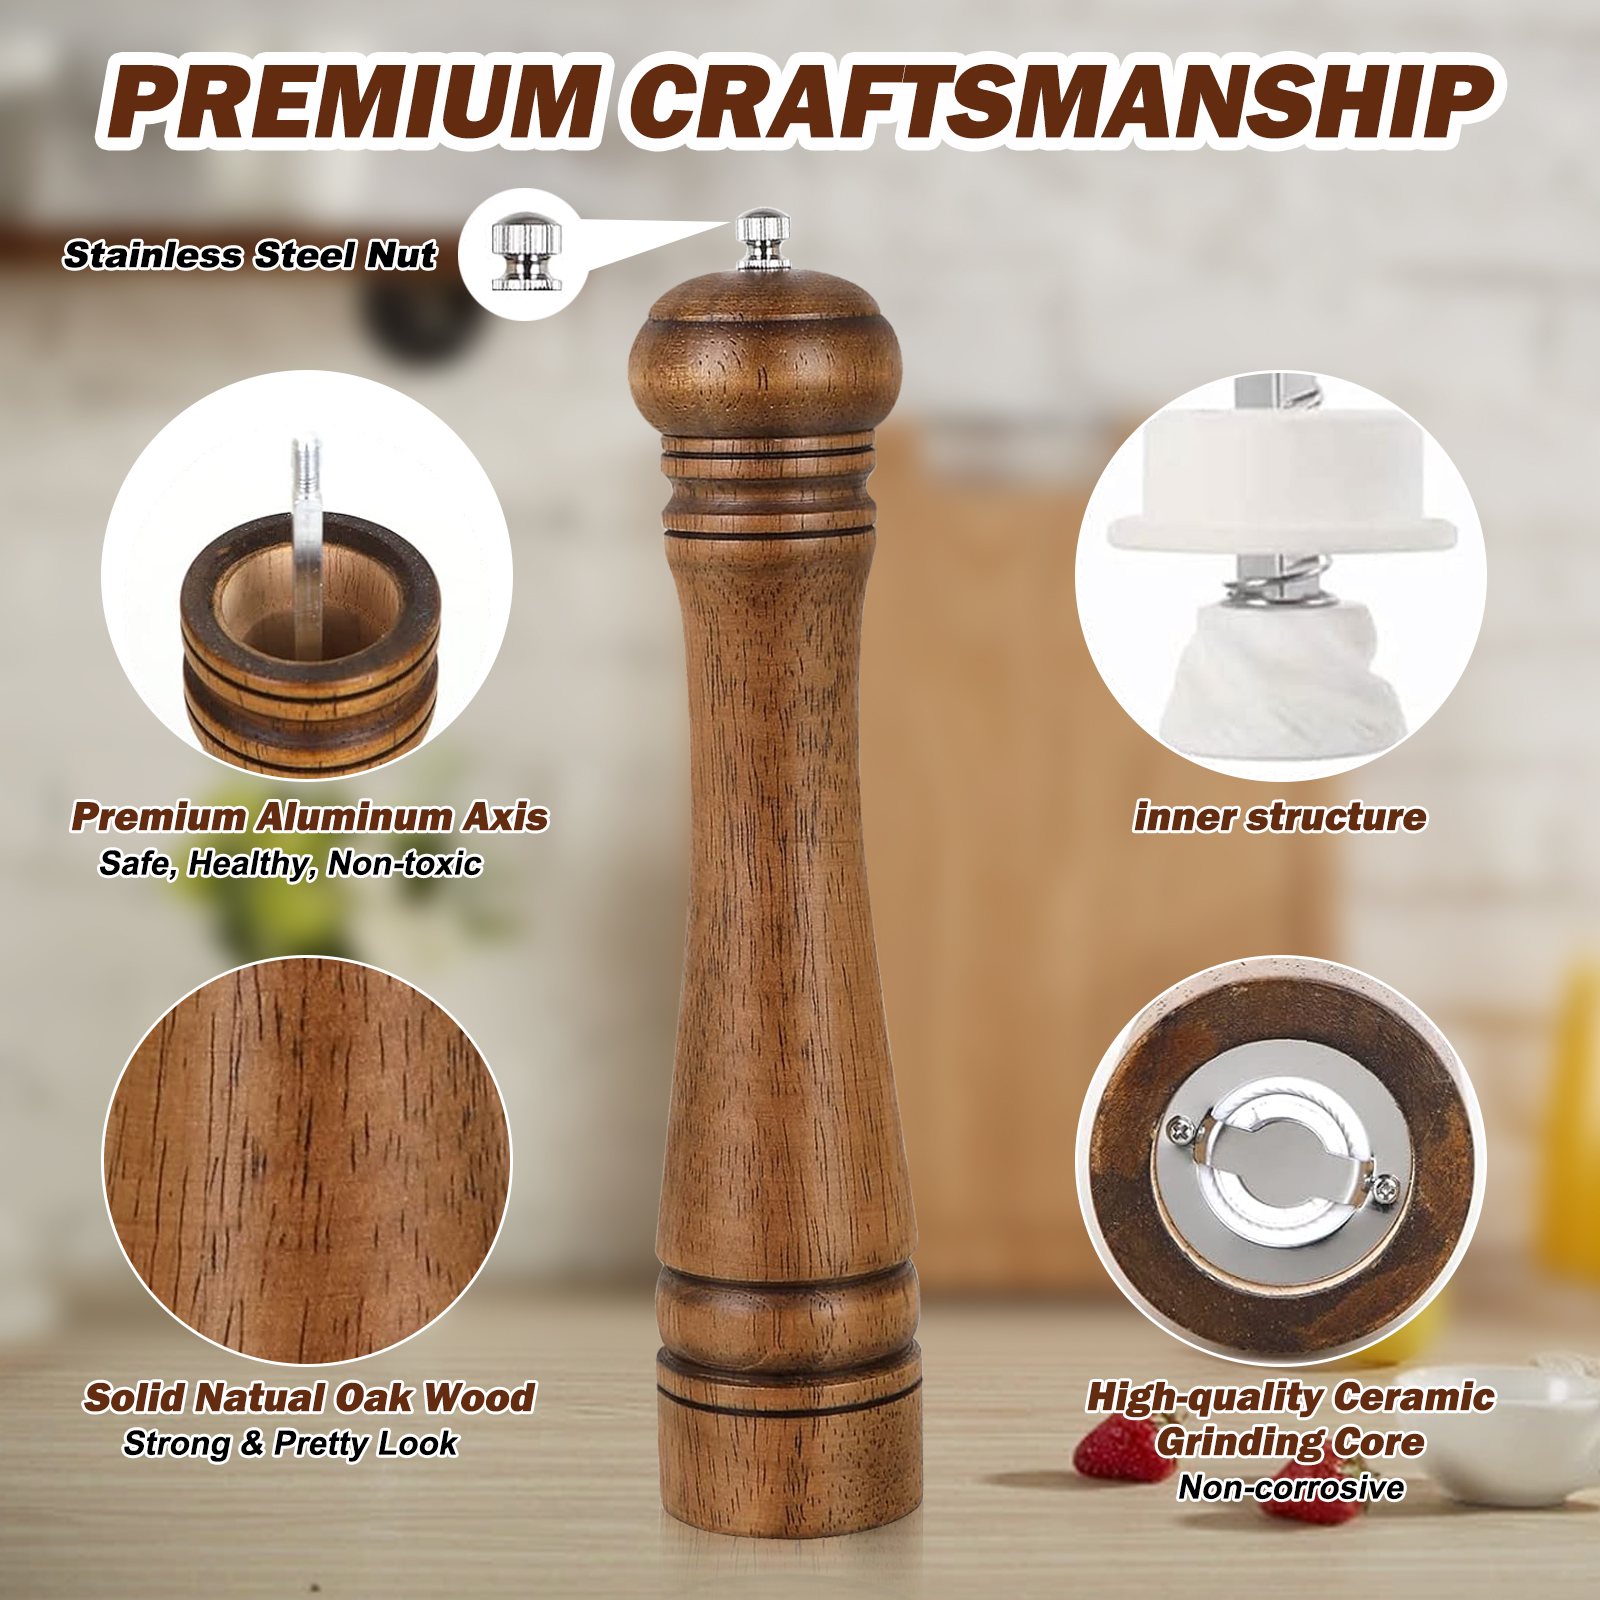 PREMIUM CRAFTSMANSHIP
Stainless Steel Nut
Premium Aluminum Axis
Safe, Healthy, Non-toxic
inner structure
Solid Natual Oak Wood
Strong & Pretty Look
High-quality Ceramic
Grinding Core
Non-corrosive